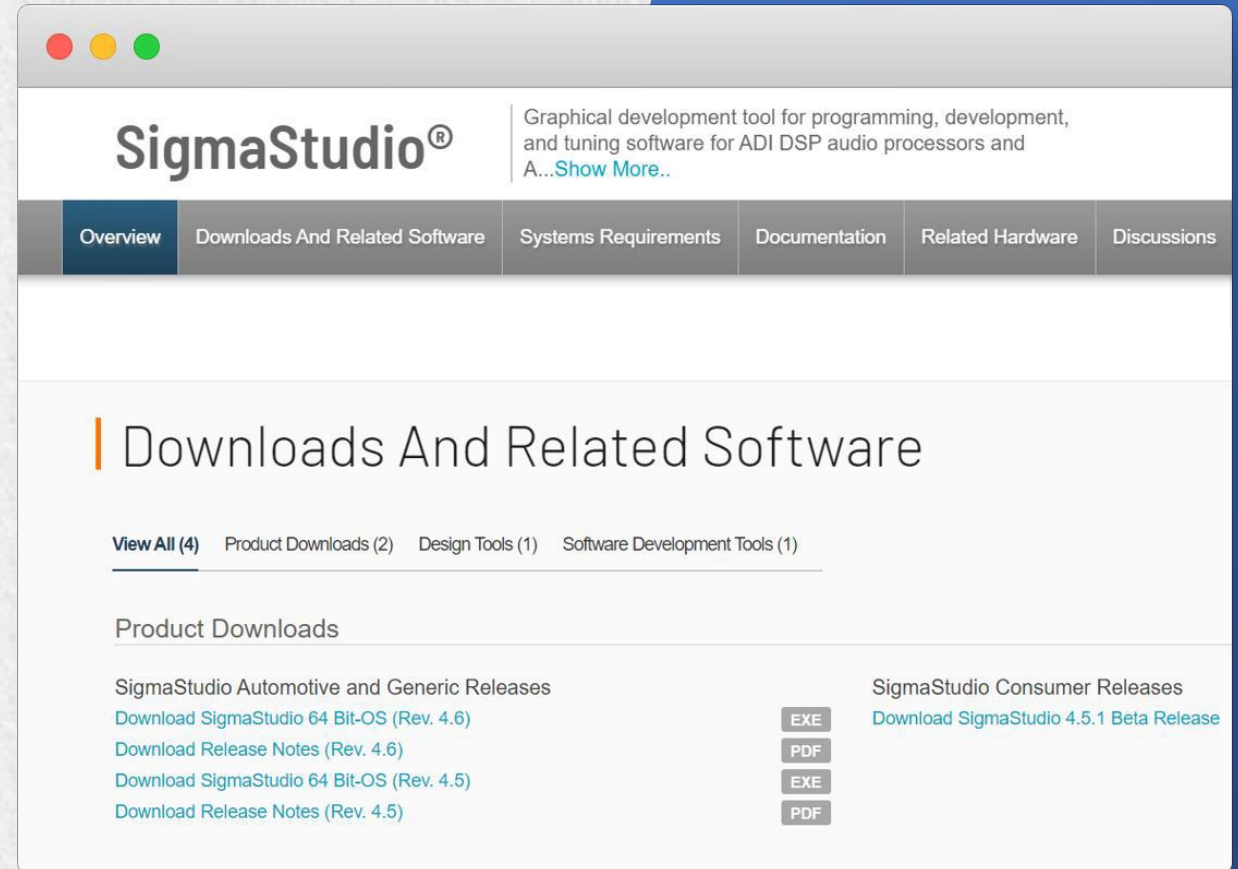 SigmaStudio®
Graphical development tool for programming, development,
and tuning software for ADI DSP audio processors and
A...Show More..
Overview
Downloads And Related Software
Systems Requirements
Documentation
Related Hardware
Discussions
Downloads And Related Software
View All (4)
Product Downloads (2)
Design Tools (1)
Software Development Tools (1)
Product Downloads
SigmaStudio Automotive and Generic Releases
Download SigmaStudio 64 Bit-OS (Rev. 4.6) EXE
Download Release Notes (Rev. 4.6) PDF
Download SigmaStudio 64 Bit-OS (Rev. 4.5) EXE
Download Release Notes (Rev. 4.5) PDF
SigmaStudio Consumer Releases
Download SigmaStudio 4.5.1 Beta Release